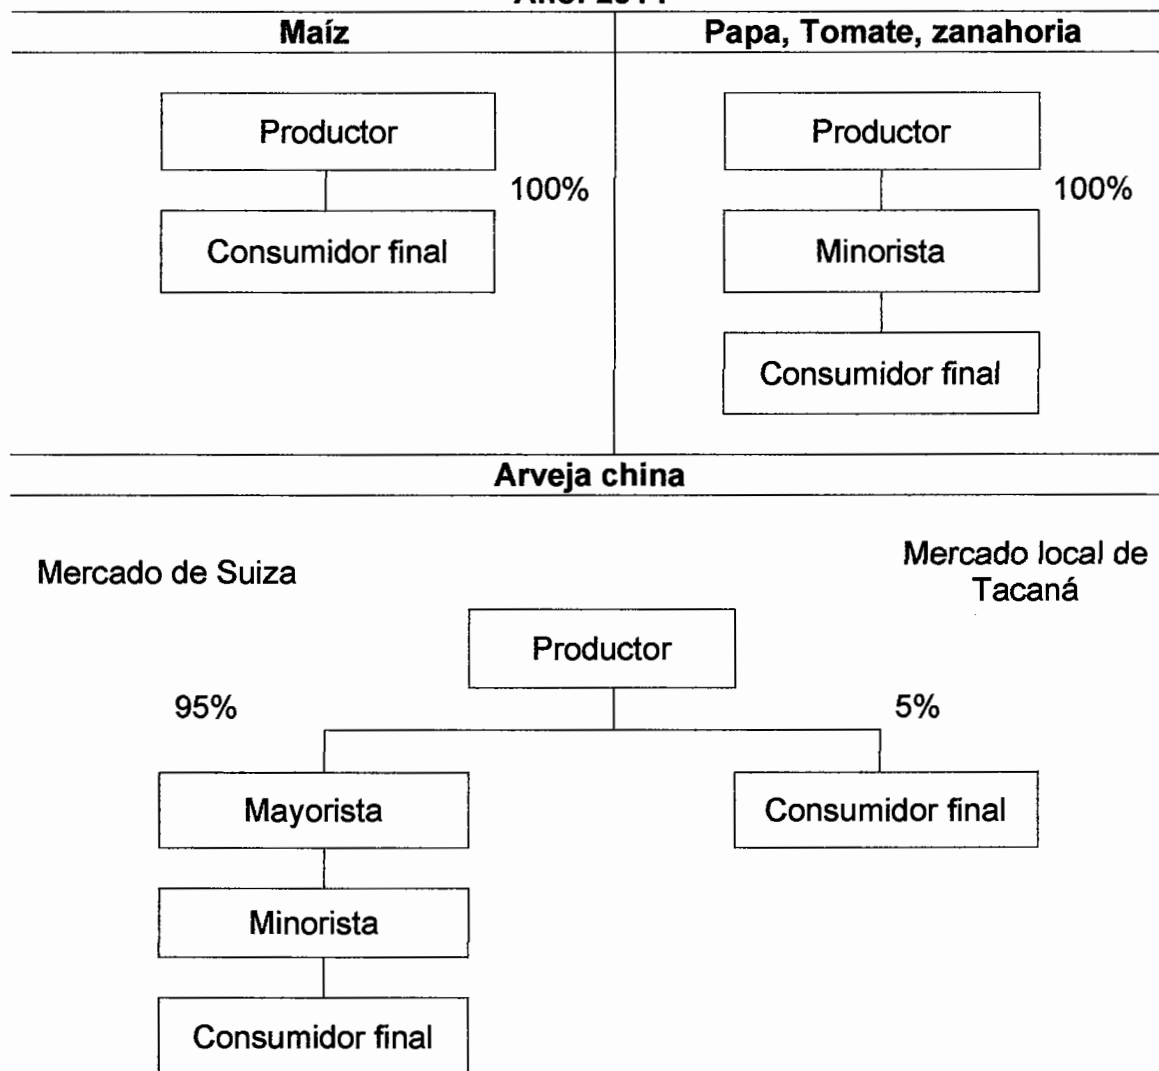 Maíz
Papa, Tomate, zanahoria
Productor
100%
Consumidor final
Productor
100%
Minorista
Consumidor final
Arveja china
Mercado de Suiza
Mercado local de
Tacaná
Productor
95%
5%
Mayorista
Consumidor final
Minorista
Consumidor final